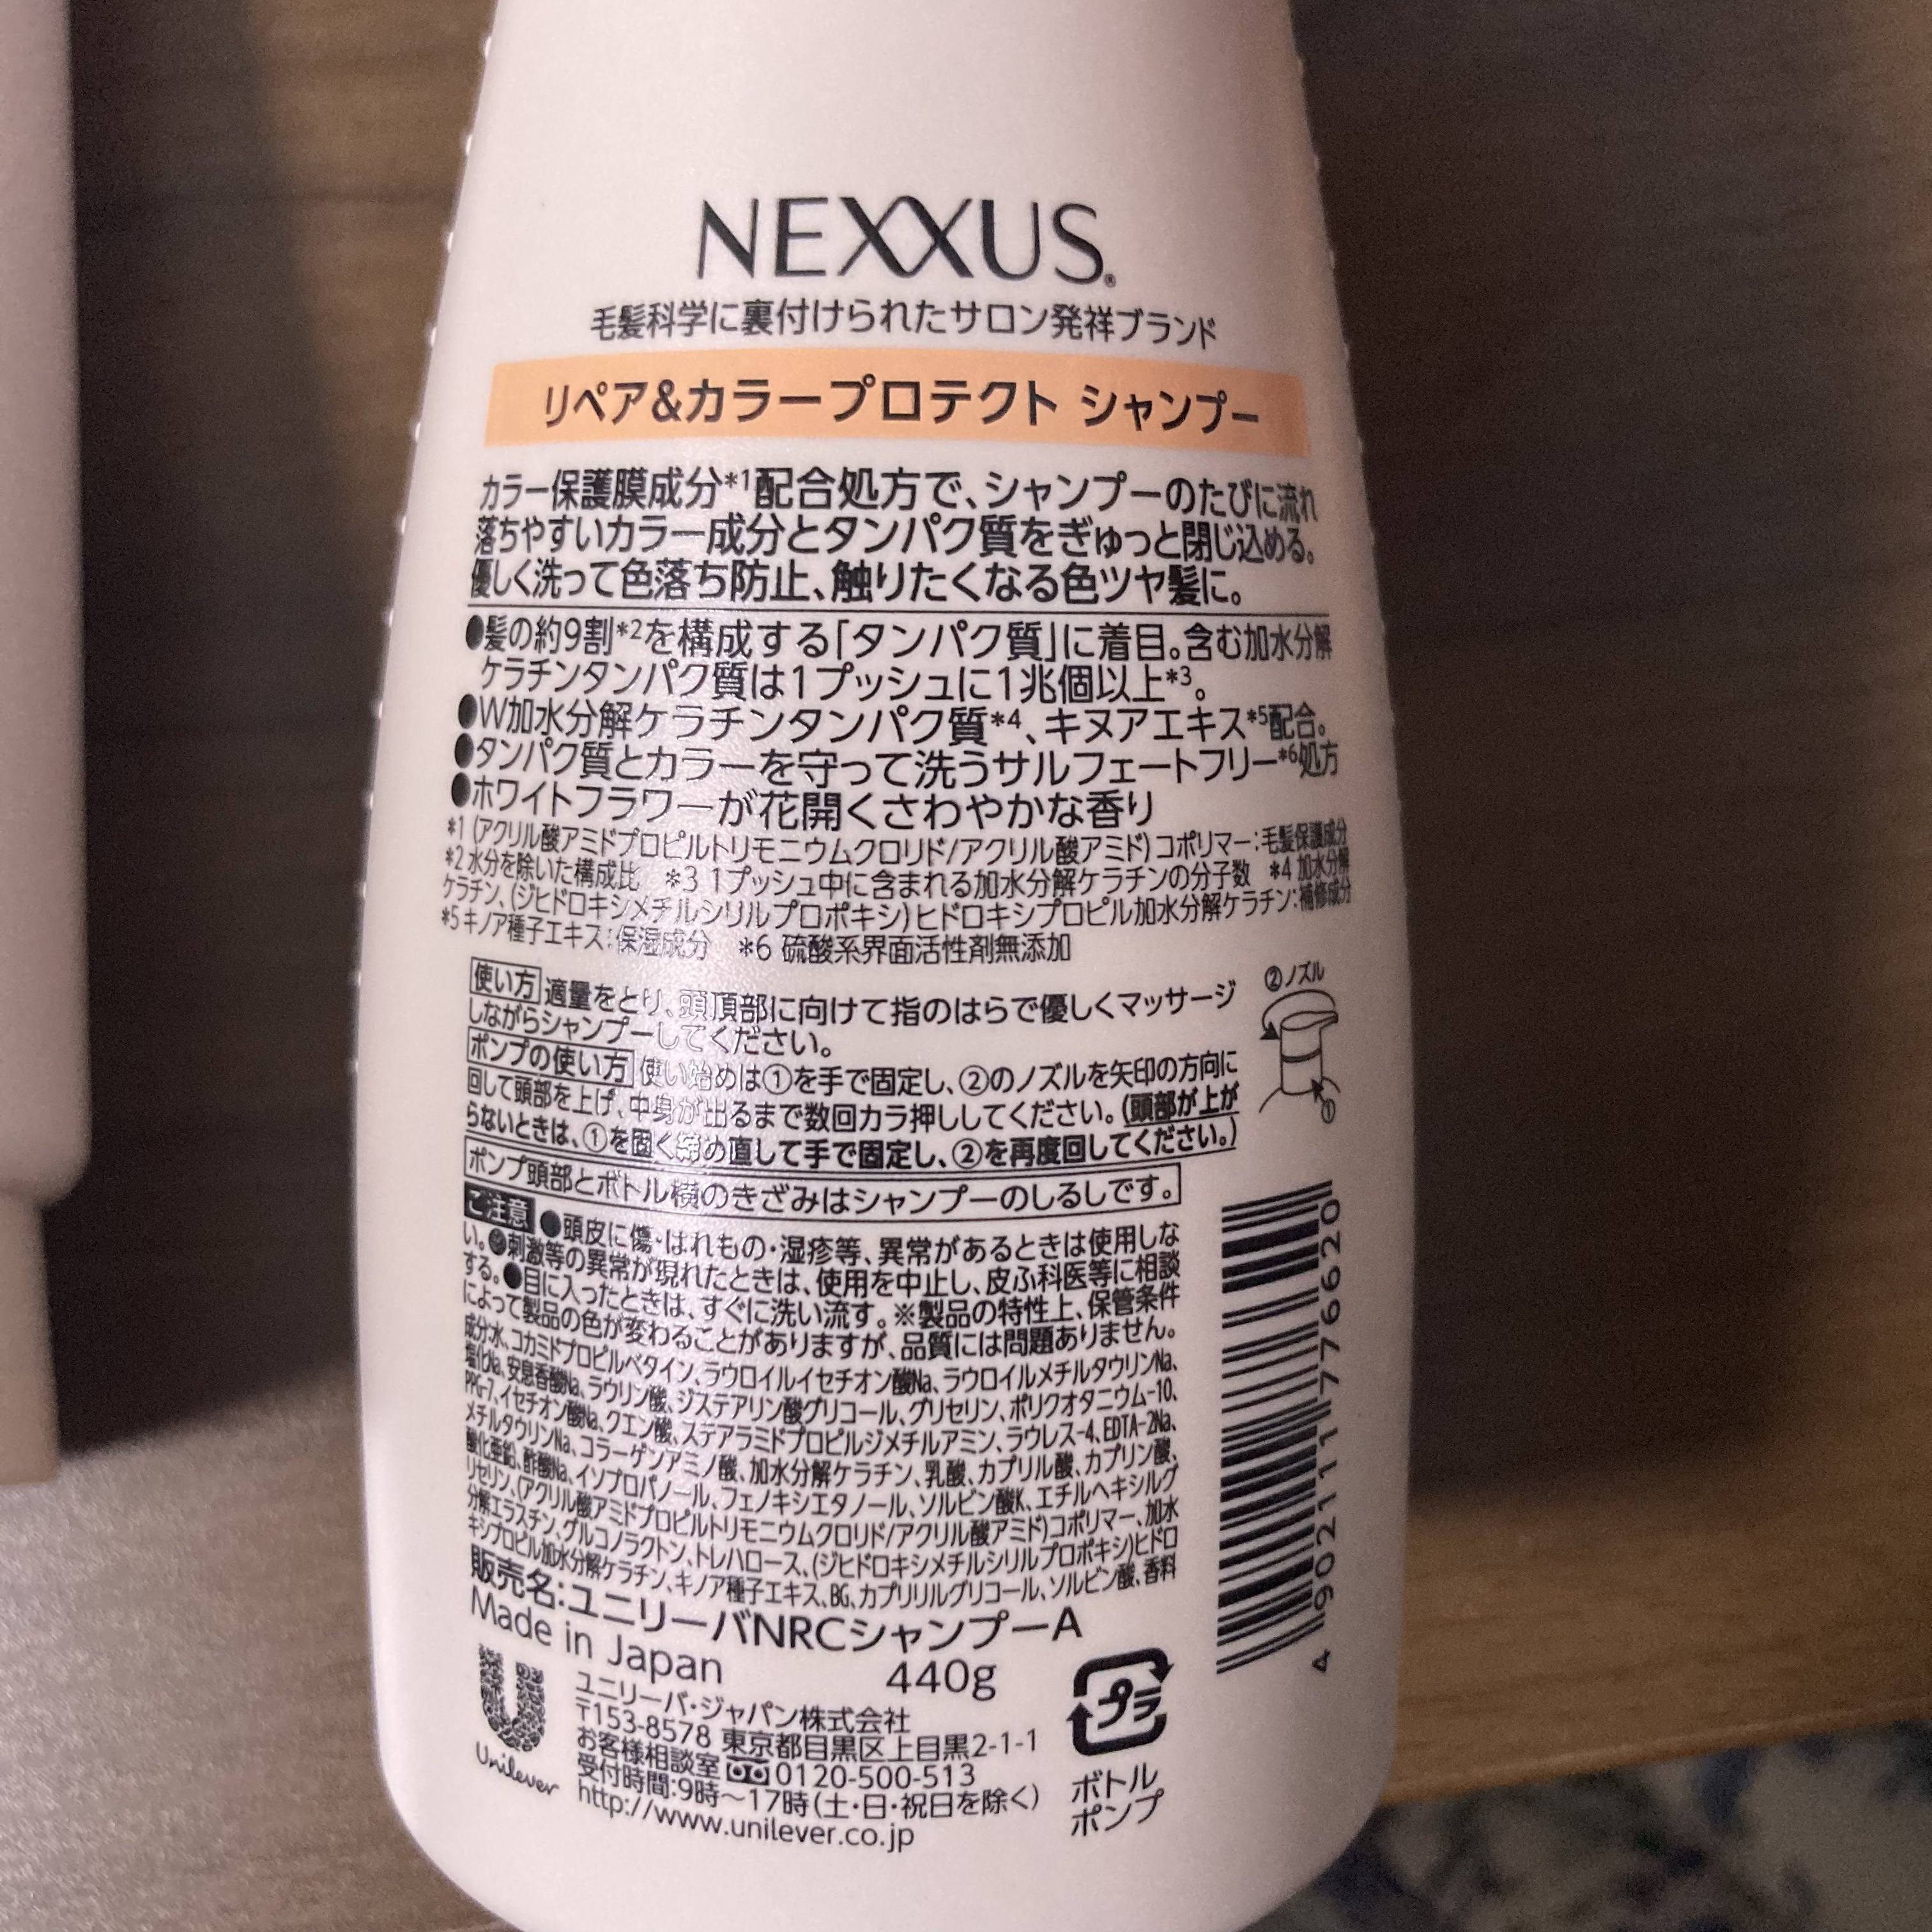 NEXXUS®
毛髪科学に裏付けられたサロン発祥ブランド
リペア&カラープロテクト シャンプー
カラー保護膜成分*1配合処方で、シャンプーのたびに流れ
落ちやすいカラー成分とタンパク質をぎゅっと閉じ込める。
優しく洗って色落ち防止、触りたくなる色ツヤ髪に。
●髪の約9割*2を構成する「タンパク質」に着目。含む加水分解
ケラチンタンパク質は1プッシュに1兆個以上*3。
●W加水分解ケラチンタンパク質*4、キヌアエキス*5配合。
●タンパク質とカラーを守って洗うサルフェートフリー*6処方
●ホワイトフラワーが花開くさわやかな香り
*1 (アクリル酸アミドプロピルトリモニウムクロリド/アクリル酸アミド)コポリマー:毛髪保護成分
*2 水分を除いた構成比 *3 1プッシュ中に含まれる加水分解ケラチンの分子数 *4 加水分解
ケラチン、(ジヒドロキシメチルシリルプロポキシ)ヒドロキシプロピル加水分解ケラチン:補修成分
*5 キノア種子エキス:保湿成分 *6 硫酸系界面活性剤無添加
使い方 適量をとり、頭頂部に向けて指のはらで優しくマッサージ
しながらシャンプーしてください。
ポンプの使い方 使い始めは①を手で固定し、②のノズルを矢印の方向に
回して頭部を上げ、中身が出るまで数回カラ押ししてください。(頭部が上が
らないときは、①を固く締め直して手で固定し、②を再度回してください。)
②ノズル
①
ポンプ頭部とボトル横のきざみはシャンプーのしるしです。
ご注意 ●頭皮に傷・はれもの・湿疹等、異常があるときは使用しな
い。●刺激等の異常が現れたときは、使用を中止し、皮ふ科医等に相談
する。●目に入ったときは、すぐに洗い流す。※製品の特性上、保管条件
によって製品の色が変わることがありますが、品質には問題ありません。
成分水、コカミドプロピルベタイン、ラウロイルイセチオン酸Na、ラウロイルメチルタウリンNa、
塩化Na、安息香酸Na、ラウリン酸、ジステアリン酸グリコール、グリセリン、ポリクオタニウム-10、
PPG-7、イセチオン酸Na、クエン酸、ステアラミドプロピルジメチルアミン、ラウレス-4、EDTA-2Na、
メチルタウリンNa、コラーゲンアミノ酸、加水分解ケラチン、乳酸、カプリル酸、カプリン酸、
酸化亜鉛、酢酸Na、イソプロパノール、フェノキシエタノール、ソルビン酸K、エチルヘキシルグ
リセリン、(アクリル酸アミドプロピルトリモニウムクロリド/アクリル酸アミド)コポリマー、加水
分解エラスチン、グルコノラクトン、トレハロース、(ジヒドロキシメチルシリルプロポキシ)ヒドロ
キシプロピル加水分解ケラチン、キノア種子エキス、BG、カプリリルグリコール、ソルビン酸、香料
販売名:ユニリーバNRCシャンプーA
Made in Japan 440g
Unilever
ユニリーバ・ジャパン株式会社
〒153-8578 東京都目黒区上目黒2-1-1
お客様相談室 0120-500-513
受付時間:9時〜17時(土・日・祝日を除く)
http://www.unilever.co.jp
プラ
ボトル
ポンプ
4 902111 776620